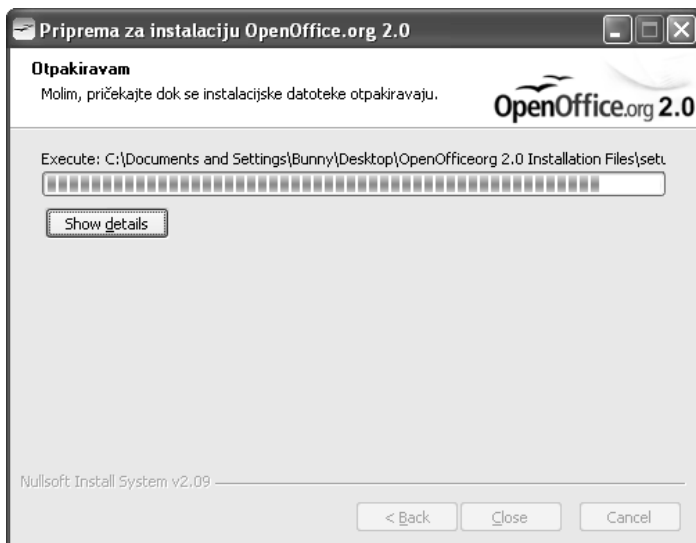 Priprema za instalaciju OpenOffice.org 2.0
Otpakiravam
Molim, pričekajte dok se instalacijske datoteke otpakiravaju.
OpenOffice.org 2.0
Execute: C:\Documents and Settings\Bunny\Desktop\OpenOfficeorg 2.0 Installation Files\setu
Show details
Nullsoft Install System v2.09
< Back Close Cancel